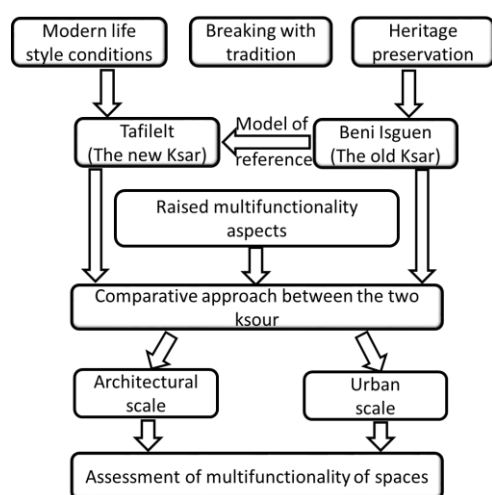 Modern life
style conditions
Breaking with
tradition
Heritage
preservation
Tafilelt
(The new Ksar)
Model of
reference
Beni Isguen
(The old Ksar)
Raised multifunctionality
aspects
Comparative approach between the two
ksour
Architectural
scale
Urban
scale
Assessment of multifunctionality of spaces